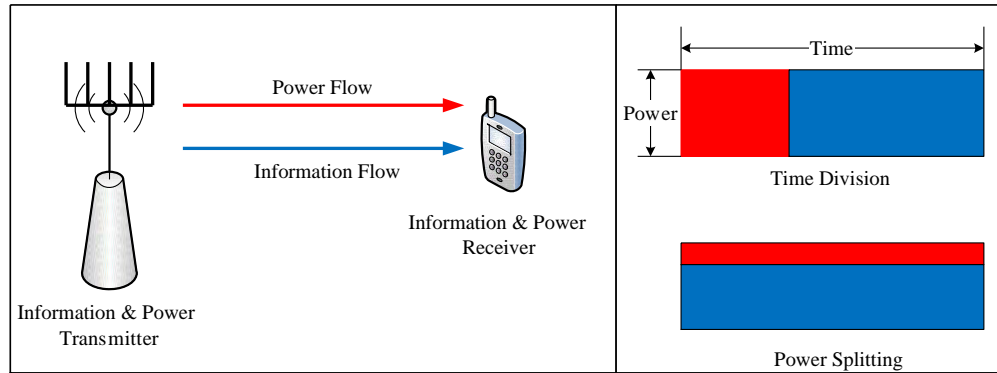 Power Flow
Information Flow
Information & Power
Receiver
Information & Power
Transmitter
Time
Power
Time Division
Power Splitting